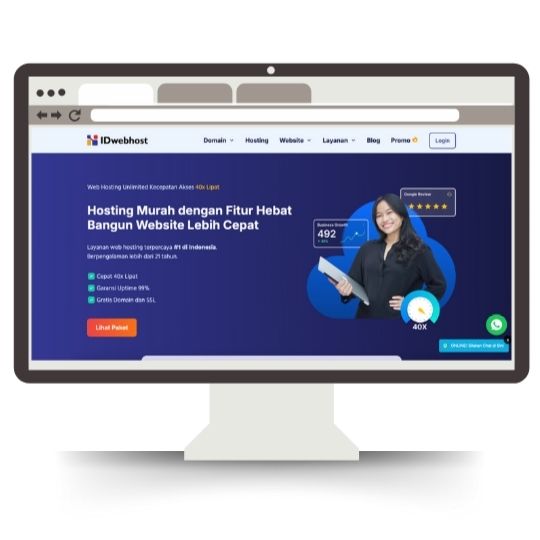 IDwebhost
Domain Hosting Website Layanan Blog Promo Login
Web Hosting Unlimited Kecepatan Akses 40x Lipat
Hosting Murah dengan Fitur Hebat
Bangun Website Lebih Cepat
Layanan web hosting terpercaya #1 di Indonesia.
Berpengalaman lebih dari 21 tahun.
Cepat 40x Lipat
Garansi Uptime 99%
Gratis Domain dan SSL
Lihat Paket
Google Review
Business Growth
492
40X
ONLINE! Silakan Chat di Sini